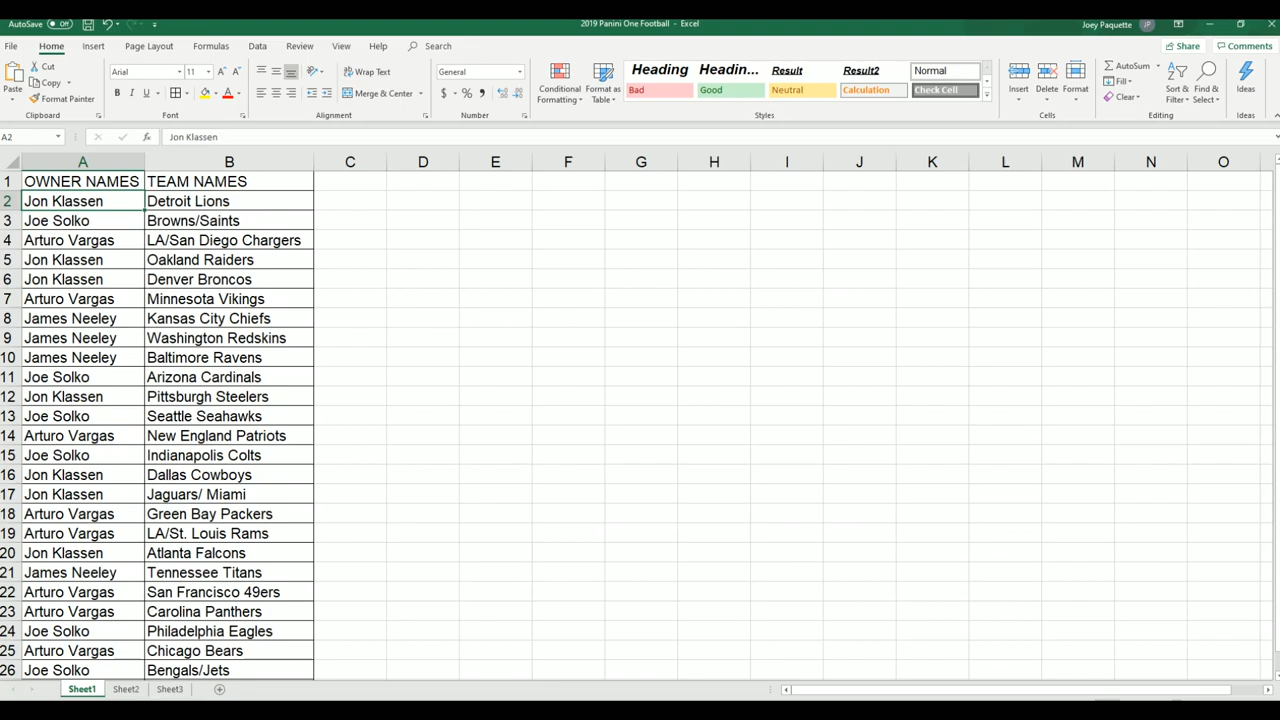 AutoSave Off 2019 Panini One Football - Excel Joey Paquette JP
File Home Insert Page Layout Formulas Data Review View Help Search Share Comments
Paste Cut Copy Format Painter Clipboard
Arial 11 A A B I U A Font
Wrap Text Merge & Center Alignment
General $ % Number
Conditional Formatting Format as Table
Heading Headin... Result Result2 Normal
Bad Good Neutral Calculation Check Cell
Styles
Insert Delete Format Cells
AutoSum Fill Clear Sort & Filter Find & Select Editing
Ideas Ideas
A2 fx Jon Klassen
A B C D E F G H I J K L M N O
1 OWNER NAMES TEAM NAMES
2 Jon Klassen Detroit Lions
3 Joe Solko Browns/Saints
4 Arturo Vargas LA/San Diego Chargers
5 Jon Klassen Oakland Raiders
6 Jon Klassen Denver Broncos
7 Arturo Vargas Minnesota Vikings
8 James Neeley Kansas City Chiefs
9 James Neeley Washington Redskins
10 James Neeley Baltimore Ravens
11 Joe Solko Arizona Cardinals
12 Jon Klassen Pittsburgh Steelers
13 Joe Solko Seattle Seahawks
14 Arturo Vargas New England Patriots
15 Joe Solko Indianapolis Colts
16 Jon Klassen Dallas Cowboys
17 Jon Klassen Jaguars/ Miami
18 Arturo Vargas Green Bay Packers
19 Arturo Vargas LA/St. Louis Rams
20 Jon Klassen Atlanta Falcons
21 James Neeley Tennessee Titans
22 Arturo Vargas San Francisco 49ers
23 Arturo Vargas Carolina Panthers
24 Joe Solko Philadelphia Eagles
25 Arturo Vargas Chicago Bears
26 Joe Solko Bengals/Jets
Sheet1 Sheet2 Sheet3